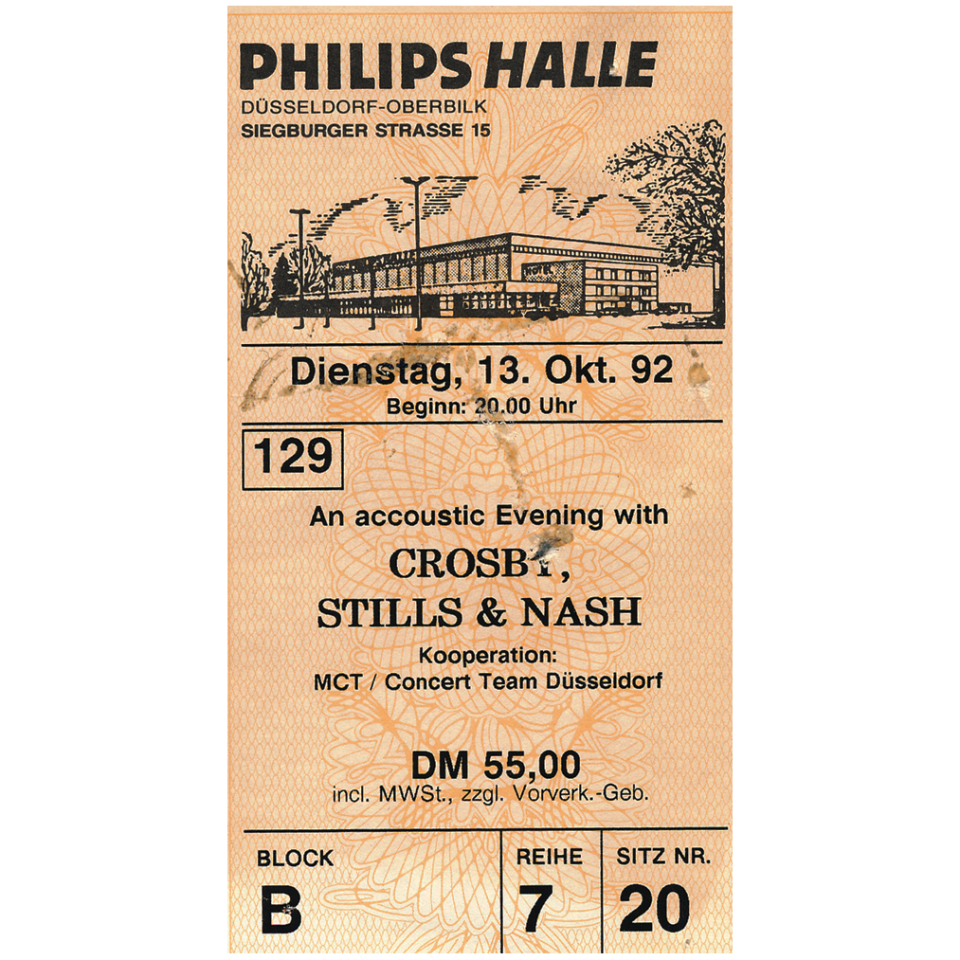 PHILIPS HALLE
DÜSSELDORF-OBERBILK
SIEGBURGER STRASSE 15
HOTEL
Dienstag, 13. Okt. 92
Beginn: 20.00 Uhr
129
An accoustic Evening with
CROSBY,
STILLS & NASH
Kooperation:
MCT / Concert Team Düsseldorf
DM 55,00
incl. MWSt., zzgl. Vorverk.-Geb.
BLOCK REIHE SITZ NR.
B 7 20